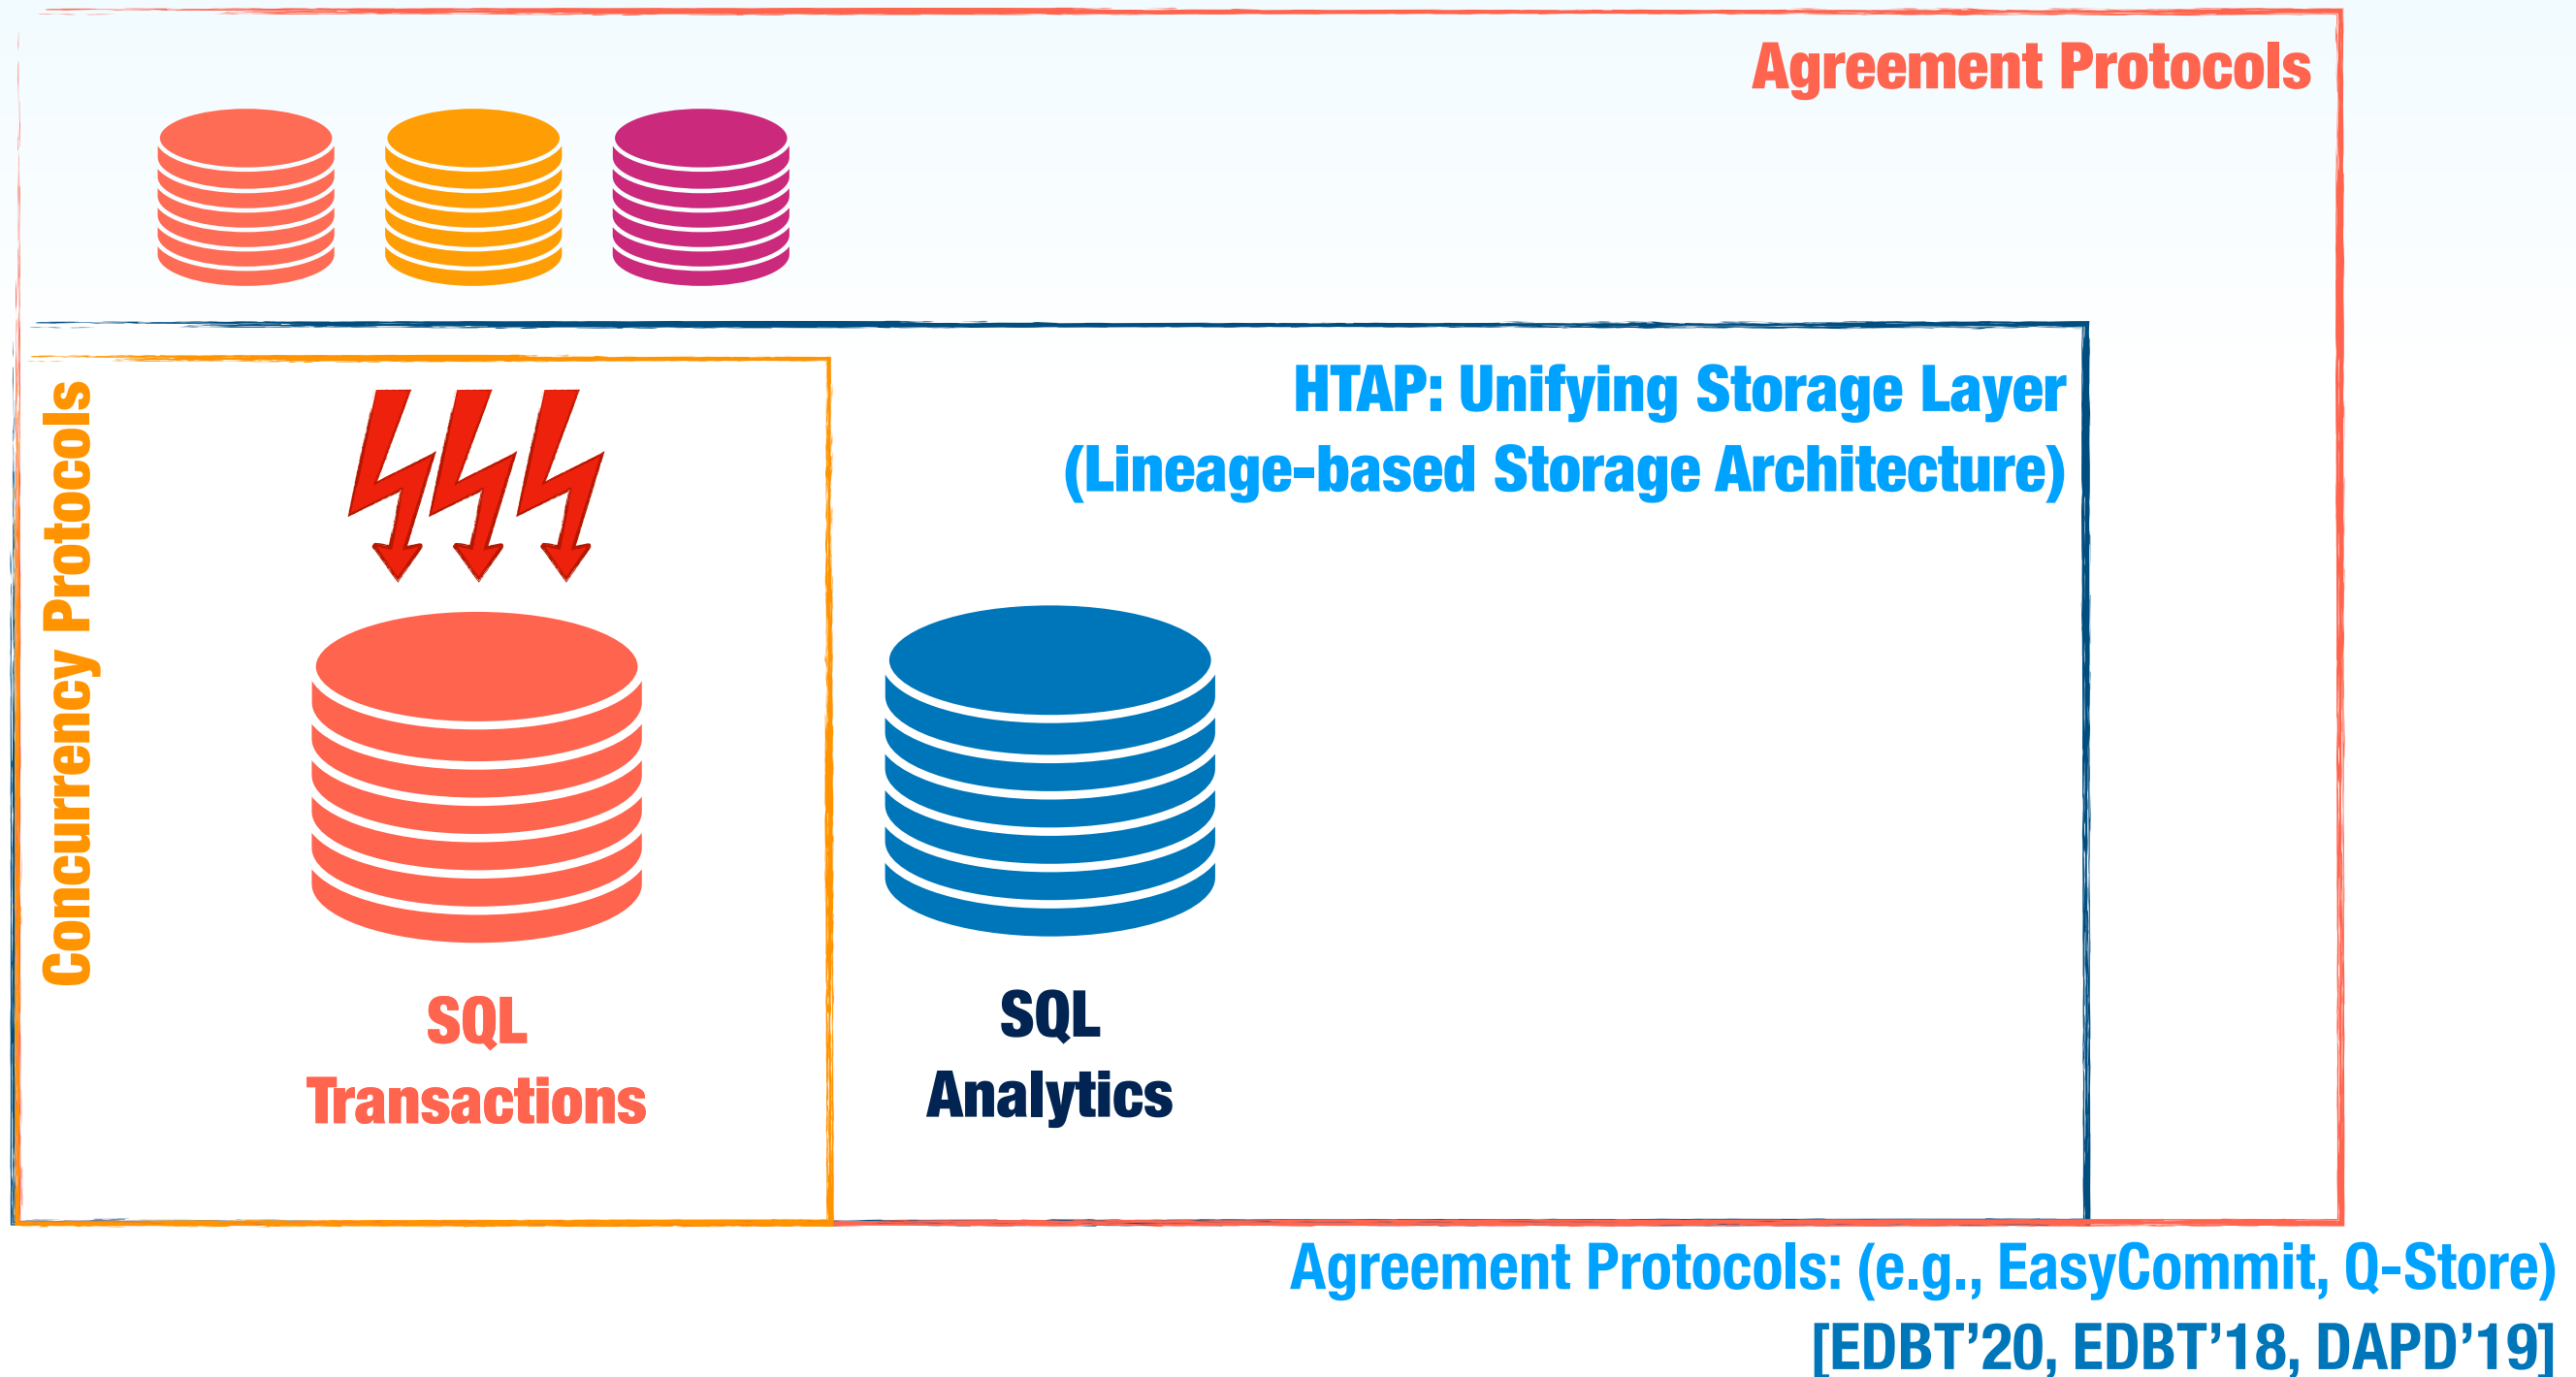 Agreement Protocols
HTAP: Unifying Storage Layer
(Lineage-based Storage Architecture)
Concurrency Protocols
SQL
Transactions
SQL
Analytics
Agreement Protocols: (e.g., EasyCommit, Q-Store)
[EDBT’20, EDBT’18, DAPD’19]